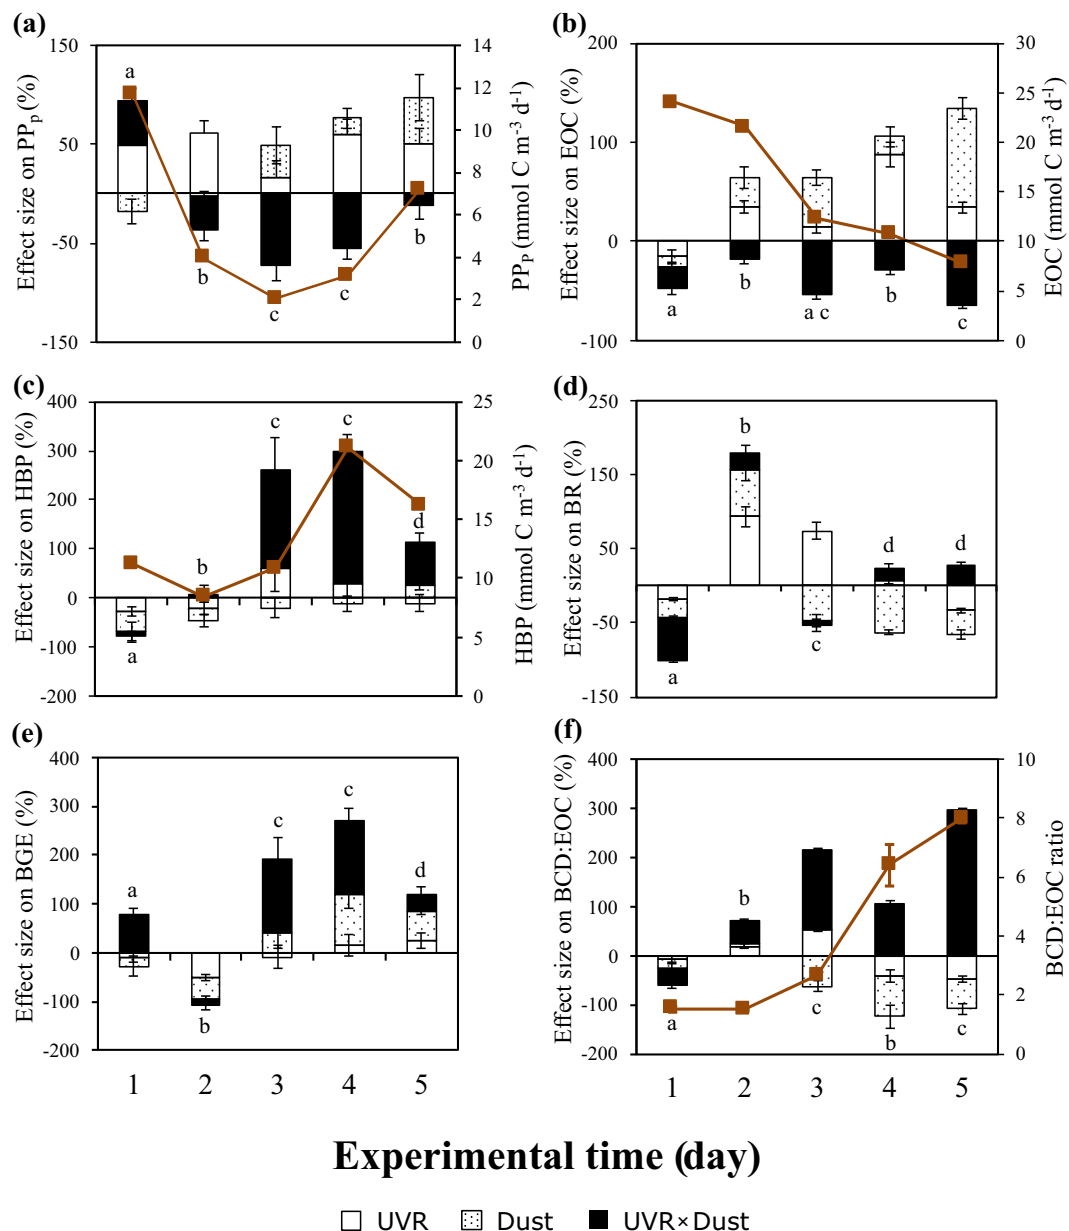 (a)
150
50
-50
-150
Effect size on PPp (%)
a
b
c
c
b
14
12
10
8
6
4
2
0
PPP (mmol C m-3 d-1)
(b)
200
100
0
-100
Effect size on EOC (%)
a
b
a c
b
c
30
25
20
15
10
5
0
EOC (mmol C m-3 d-1)
(c)
400
300
200
100
0
-100
-200
Effect size on HBP (%)
a
b
c
c
d
25
20
15
10
5
0
HBP (mmol C m-3 d-1)
(d)
250
150
50
-50
-150
Effect size on BR (%)
a
b
c
d
d
(e)
400
300
200
100
0
-100
-200
Effect size on BGE (%)
a
b
c
c
d
1 2 3 4 5
(f)
400
300
200
100
0
-100
-200
Effect size on BCD:EOC (%)
a
b
c
b
c
10
8
6
4
2
0
BCD:EOC ratio
1 2 3 4 5
Experimental time (day)
UVR Dust UVR×Dust